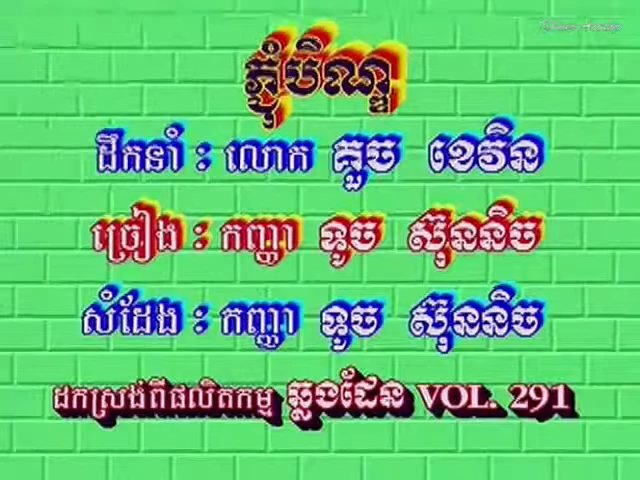 ភ្ជុំបិណ្ឌ
ដឹកទាំ : លោក គួច ខេវិន
ច្រៀង : កញ្ញា ទូច ស៊ុននិច
សំដែង : កញ្ញា ទូច ស៊ុននិច
ដកស្រង់ពីផលិតកម្ម ឆ្លងដែន VOL. 291